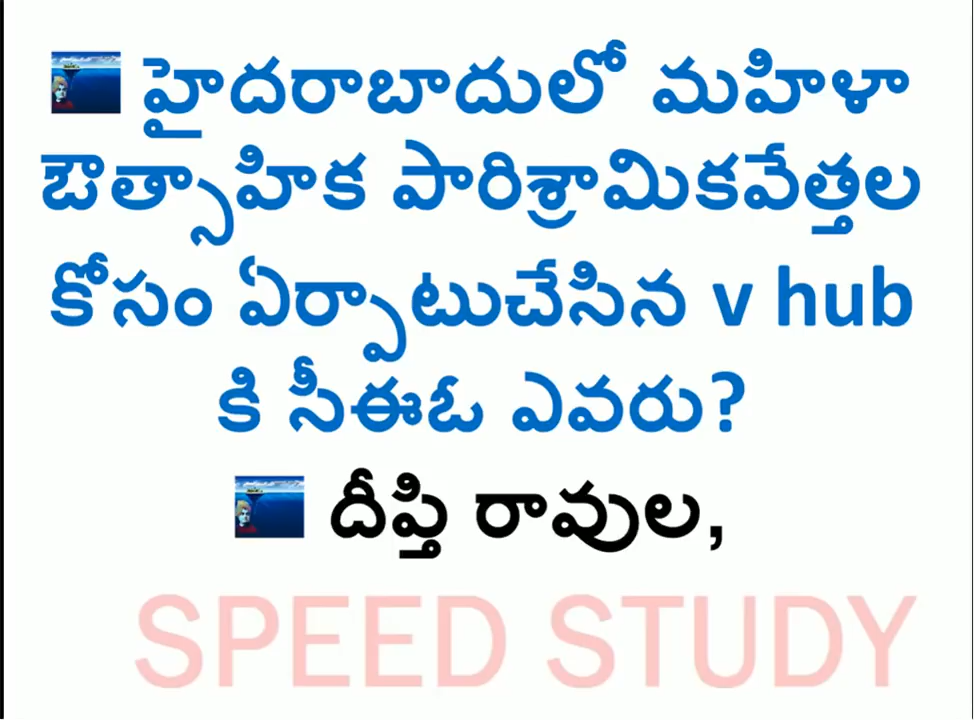 హైదరాబాదులో మహిళా
ఔత్సాహిక పారిశ్రామికవేత్తల
కోసం ఏర్పాటుచేసిన v hub
కి సీఈఓ ఎవరు?
దీప్తి రావుల,
SPEED STUDY